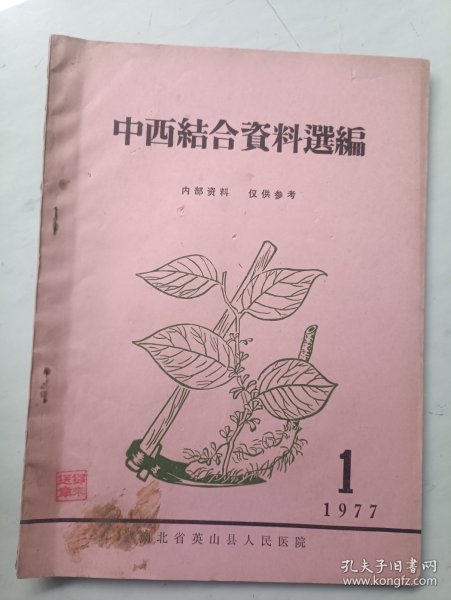 中西結合資料選編
内部资料 仅供参考
1
1977
湖北省英山县人民医院
孔夫子旧书网
kongfz.com